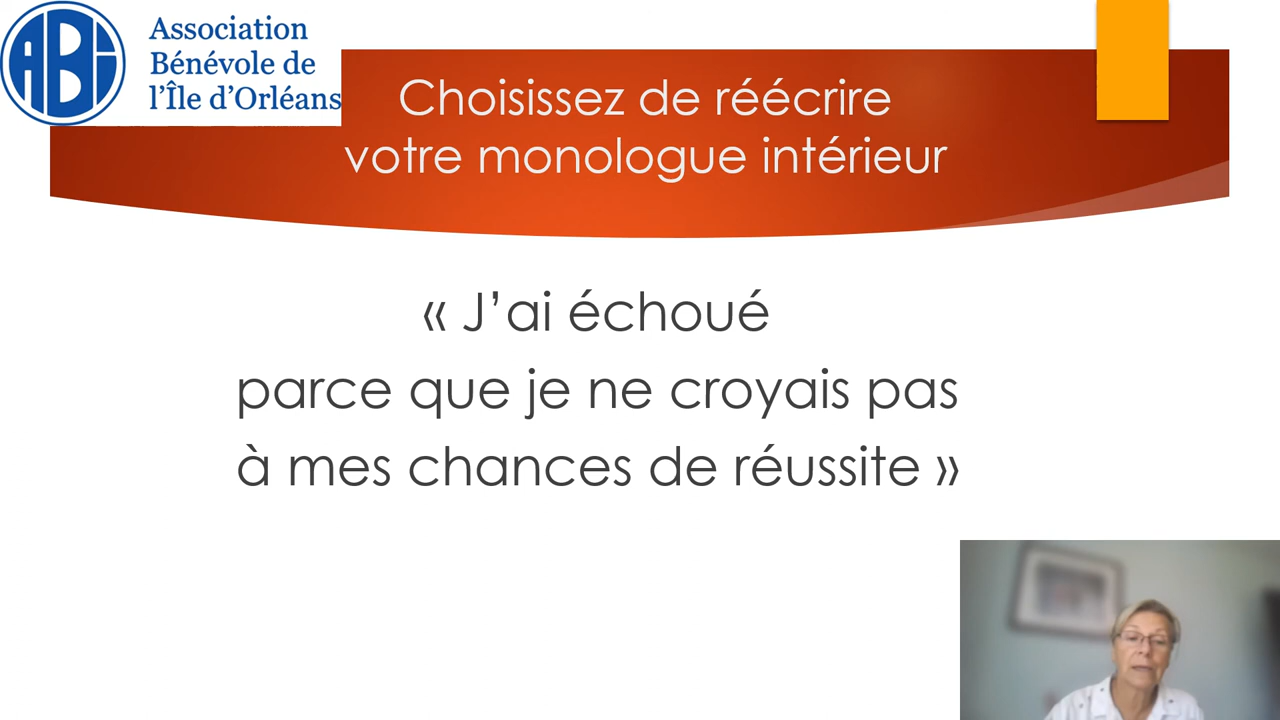 ABi
Association
Bénévole de
l'Île d'Orléans
Choisissez de réécrire
votre monologue intérieur
« J'ai échoué
parce que je ne croyais pas
à mes chances de réussite »